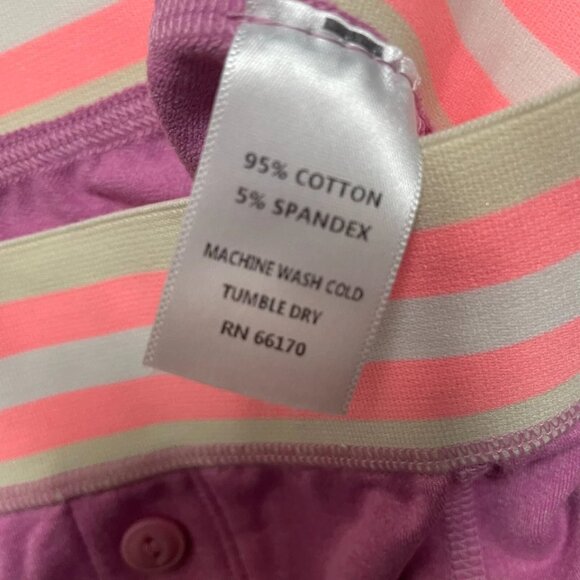 95% COTTON
5% SPANDEX
MACHINE WASH COLD
TUMBLE DRY
RN 66170